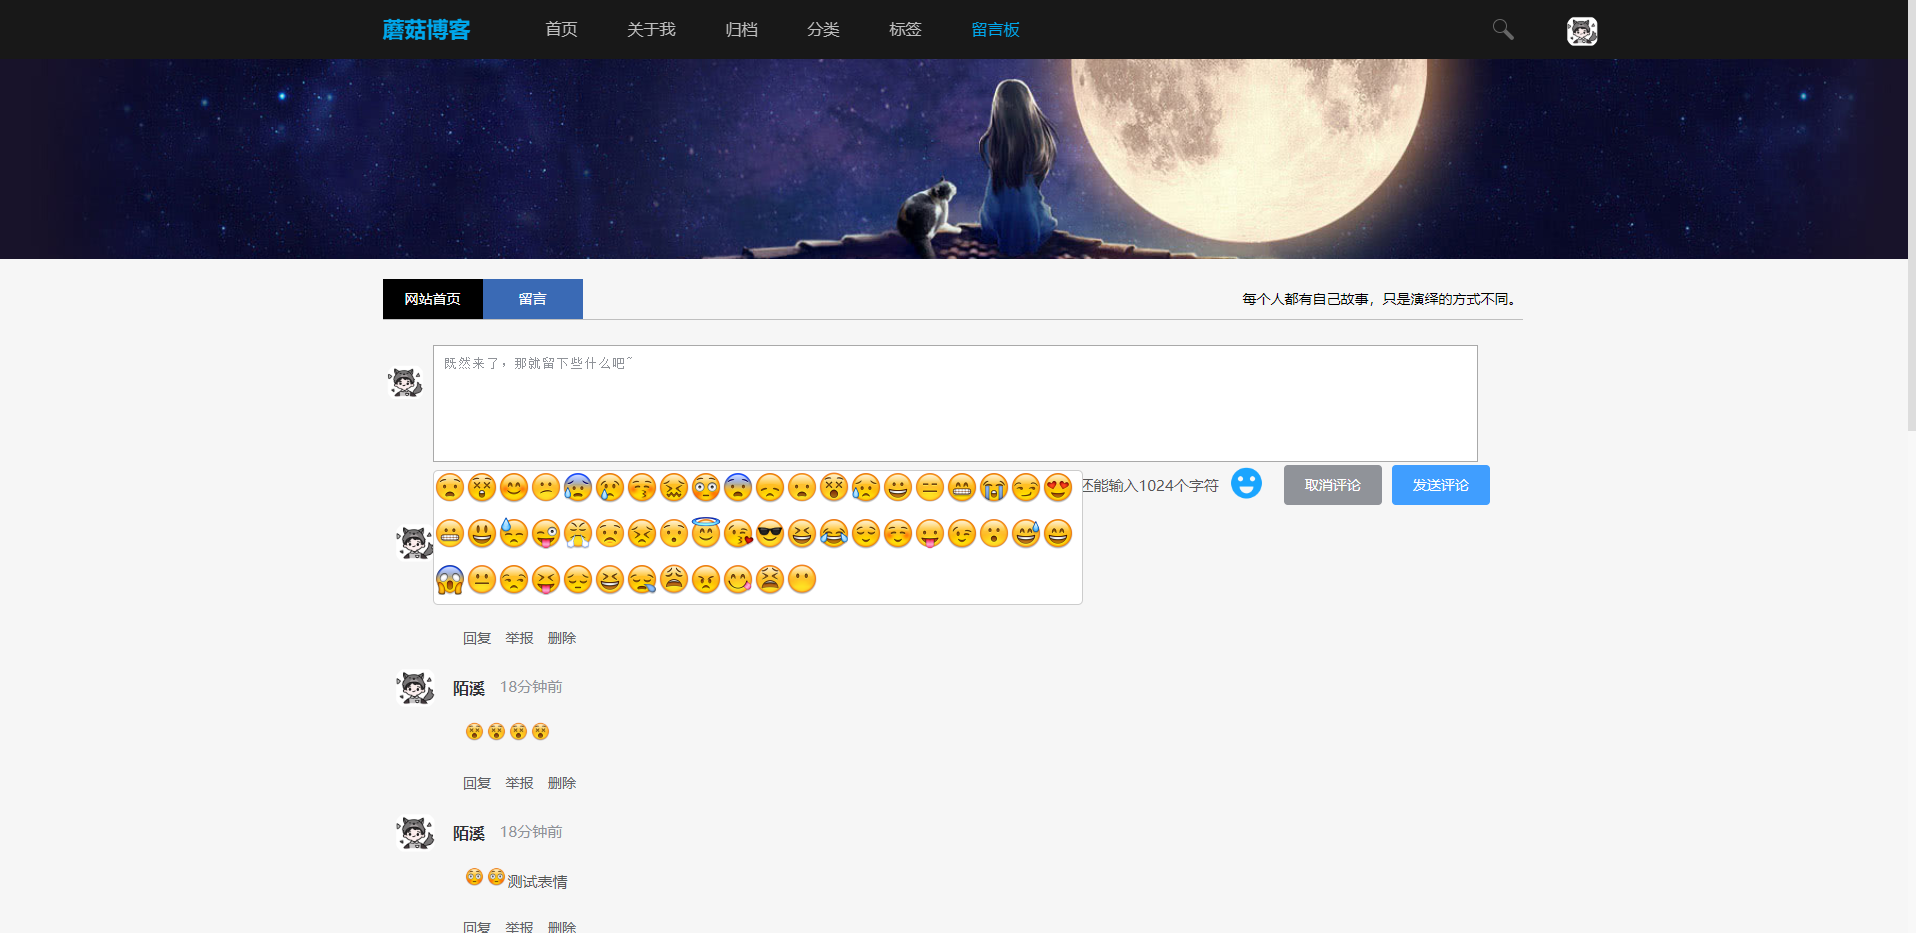 蘑菇博客 首页 关于我 归档 分类 标签 留言板
网站首页 留言 每个人都有自己故事，只是演绎的方式不同。
既然来了，那就留下些什么吧~
还能输入1024个字符 取消评论 发送评论
回复 举报 删除
陌溪 18分钟前
回复 举报 删除
陌溪 18分钟前
测试表情
回复 举报 删除